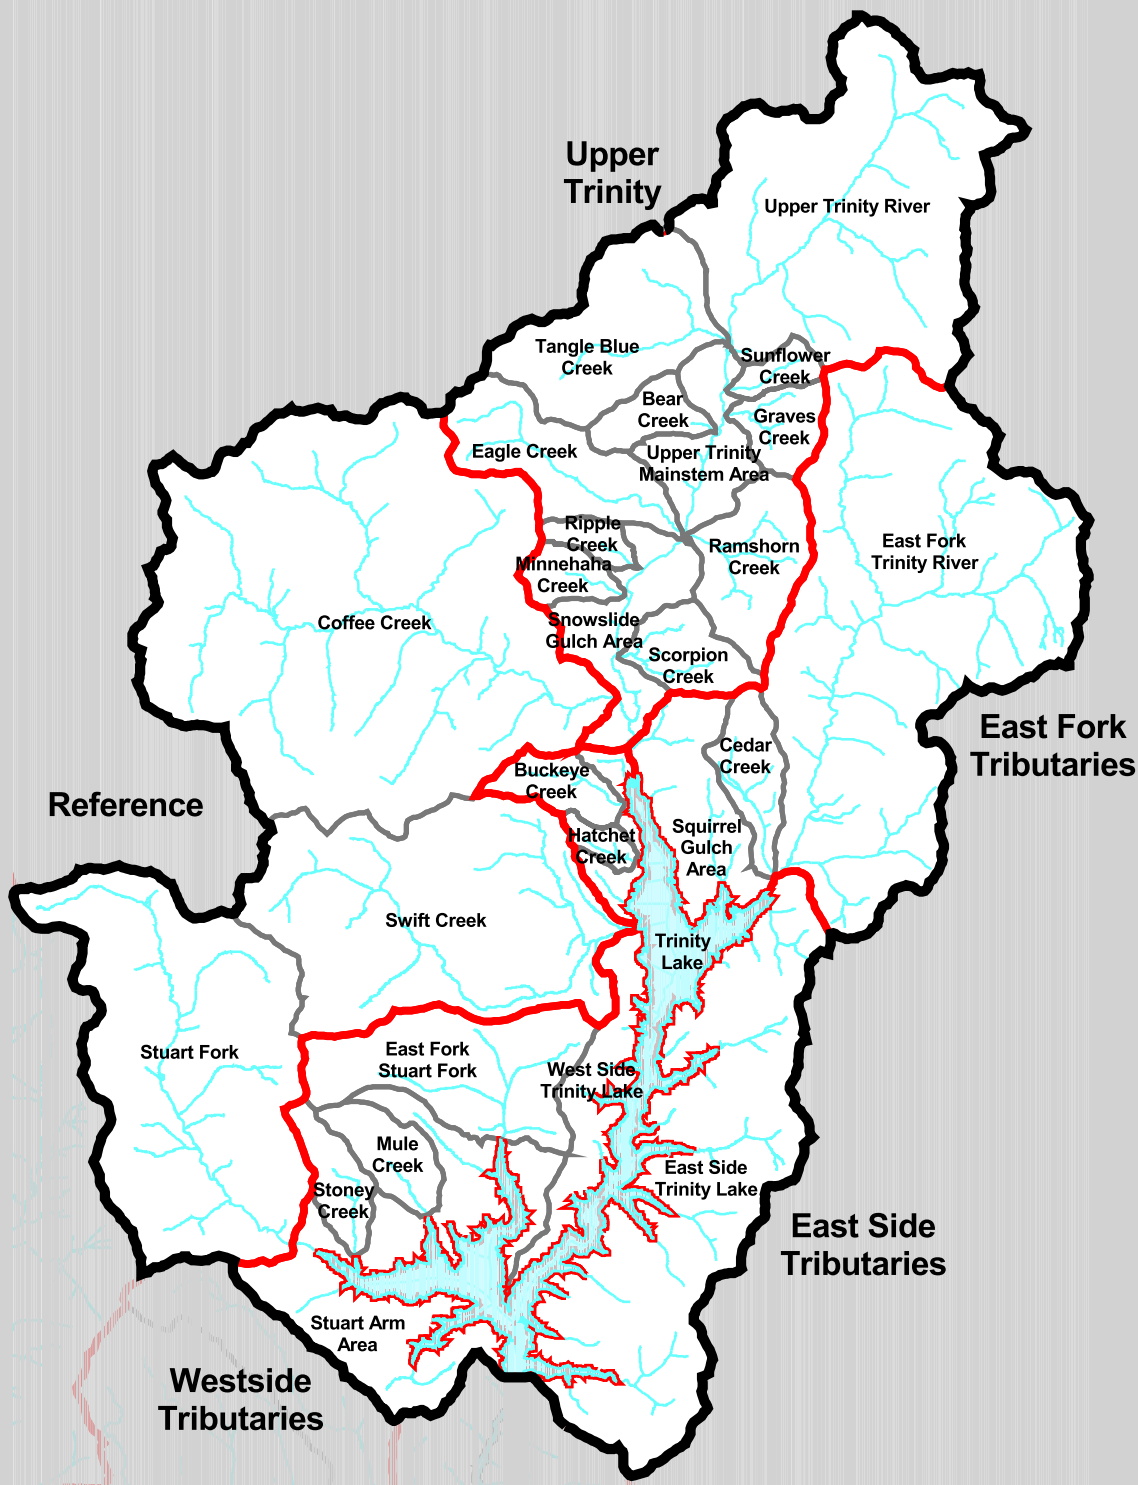 Upper
Trinity
Upper Trinity River
Tangle Blue
Creek
Sunflower
Creek
Bear
Creek
Graves
Creek
Eagle Creek
Upper Trinity
Mainstem Area
Ripple
Creek
Ramshorn
Creek
East Fork
Trinity River
Minnehaha
Creek
Coffee Creek
Snowslide
Gulch Area
Scorpion
Creek
East Fork
Tributaries
Cedar
Creek
Buckeye
Creek
Reference
Squirrel
Gulch
Area
Hatchet
Creek
Swift Creek
Trinity
Lake
Stuart Fork
East Fork
Stuart Fork
West Side
Trinity Lake
Mule
Creek
East Side
Trinity Lake
Stoney
Creek
East Side
Tributaries
Stuart Arm
Area
Westside
Tributaries